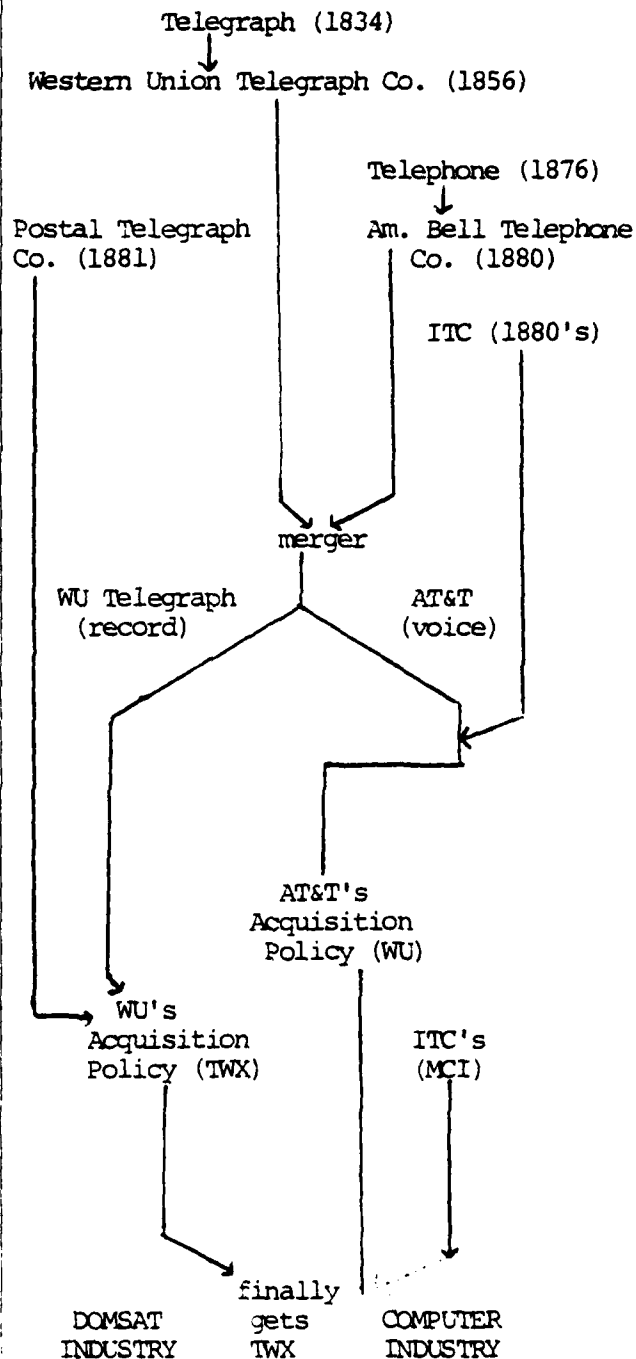 Telegraph (1834)
Western Union Telegraph Co. (1856)
Telephone (1876)
Postal Telegraph
Co. (1881)
Am. Bell Telephone
Co. (1880)
ITC (1880's)
merger
WU Telegraph
(record)
AT&T
(voice)
AT&T's
Acquisition
Policy (WU)
WU's
Acquisition
Policy (TWX)
ITC's
(MCI)
finally
gets
TWX
DOMSAT
INDUSTRY
COMPUTER
INDUSTRY